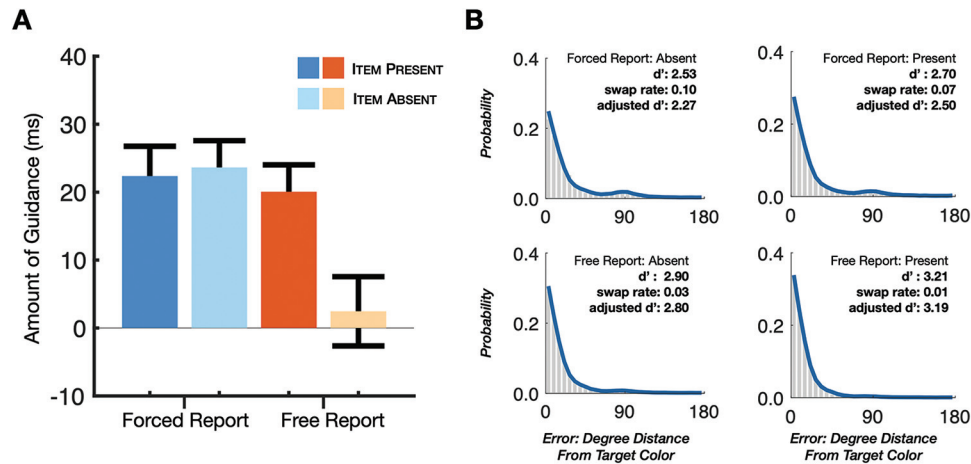 A
40
30
20
10
0
-10
Amount of Guidance (ms)
ITEM PRESENT
ITEM ABSENT
Forced Report
Free Report
B
Probability
0.4
0.2
0.0
0
90
180
Forced Report: Absent
d': 2.53
swap rate: 0.10
adjusted d': 2.27
0.4
0.2
0.0
0
90
180
Forced Report: Present
d' : 2.70
swap rate: 0.07
adjusted d': 2.50
Probability
0.4
0.2
0.0
0
90
180
Free Report: Absent
d' : 2.90
swap rate: 0.03
adjusted d': 2.80
Error: Degree Distance
From Target Color
0.4
0.2
0.0
0
90
180
Free Report: Present
d' : 3.21
swap rate: 0.01
adjusted d': 3.19
Error: Degree Distance
From Target Color